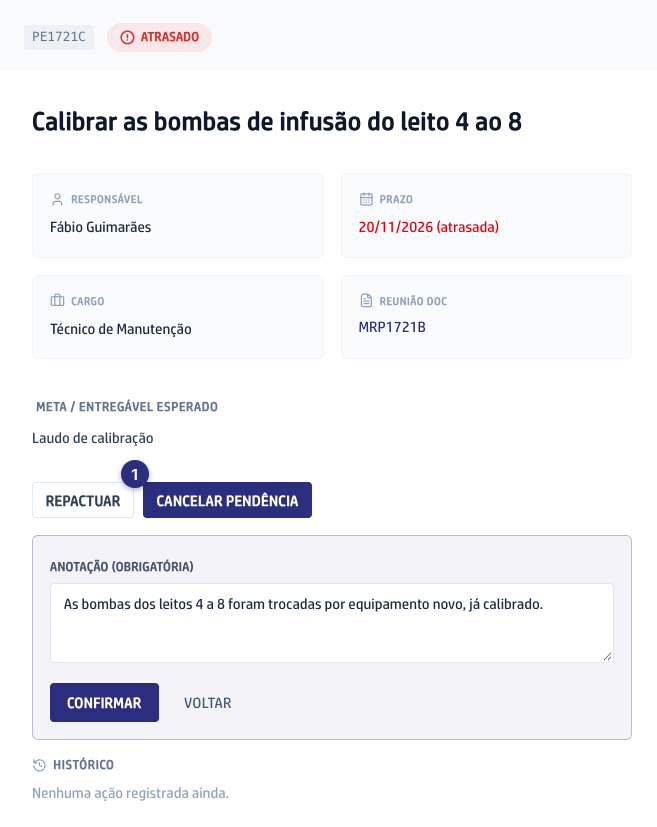 PE1721C
ATRASADO
Calibrar as bombas de infusão do leito 4 ao 8
RESPONSÁVEL
Fábio Guimarães
PRAZO
20/11/2026 (atrasada)
CARGO
Técnico de Manutenção
REUNIÃO DOC
MRP1721B
META / ENTREGÁVEL ESPERADO
Laudo de calibração
1
REPACTUAR
CANCELAR PENDÊNCIA
ANOTAÇÃO (OBRIGATÓRIA)
As bombas dos leitos 4 a 8 foram trocadas por equipamento novo, já calibrado.
CONFIRMAR
VOLTAR
HISTÓRICO
Nenhuma ação registrada ainda.